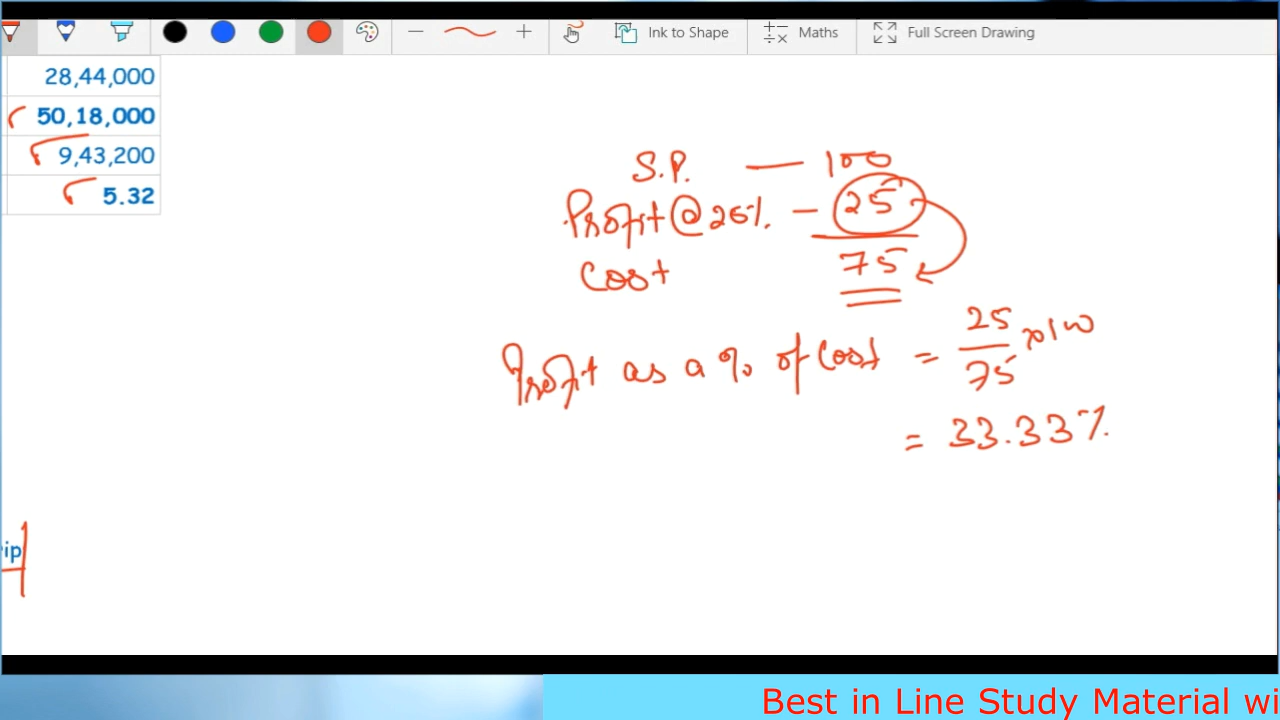 Ink to Shape Maths Full Screen Drawing
28,44,000
50,18,000
9,43,200
5.32
S.P. — 100
Profit @ 25% — 25
Cost 75
Profit as a % of Cost = 25/75 x100
= 33.33%
rip
Best in Line Study Material wi